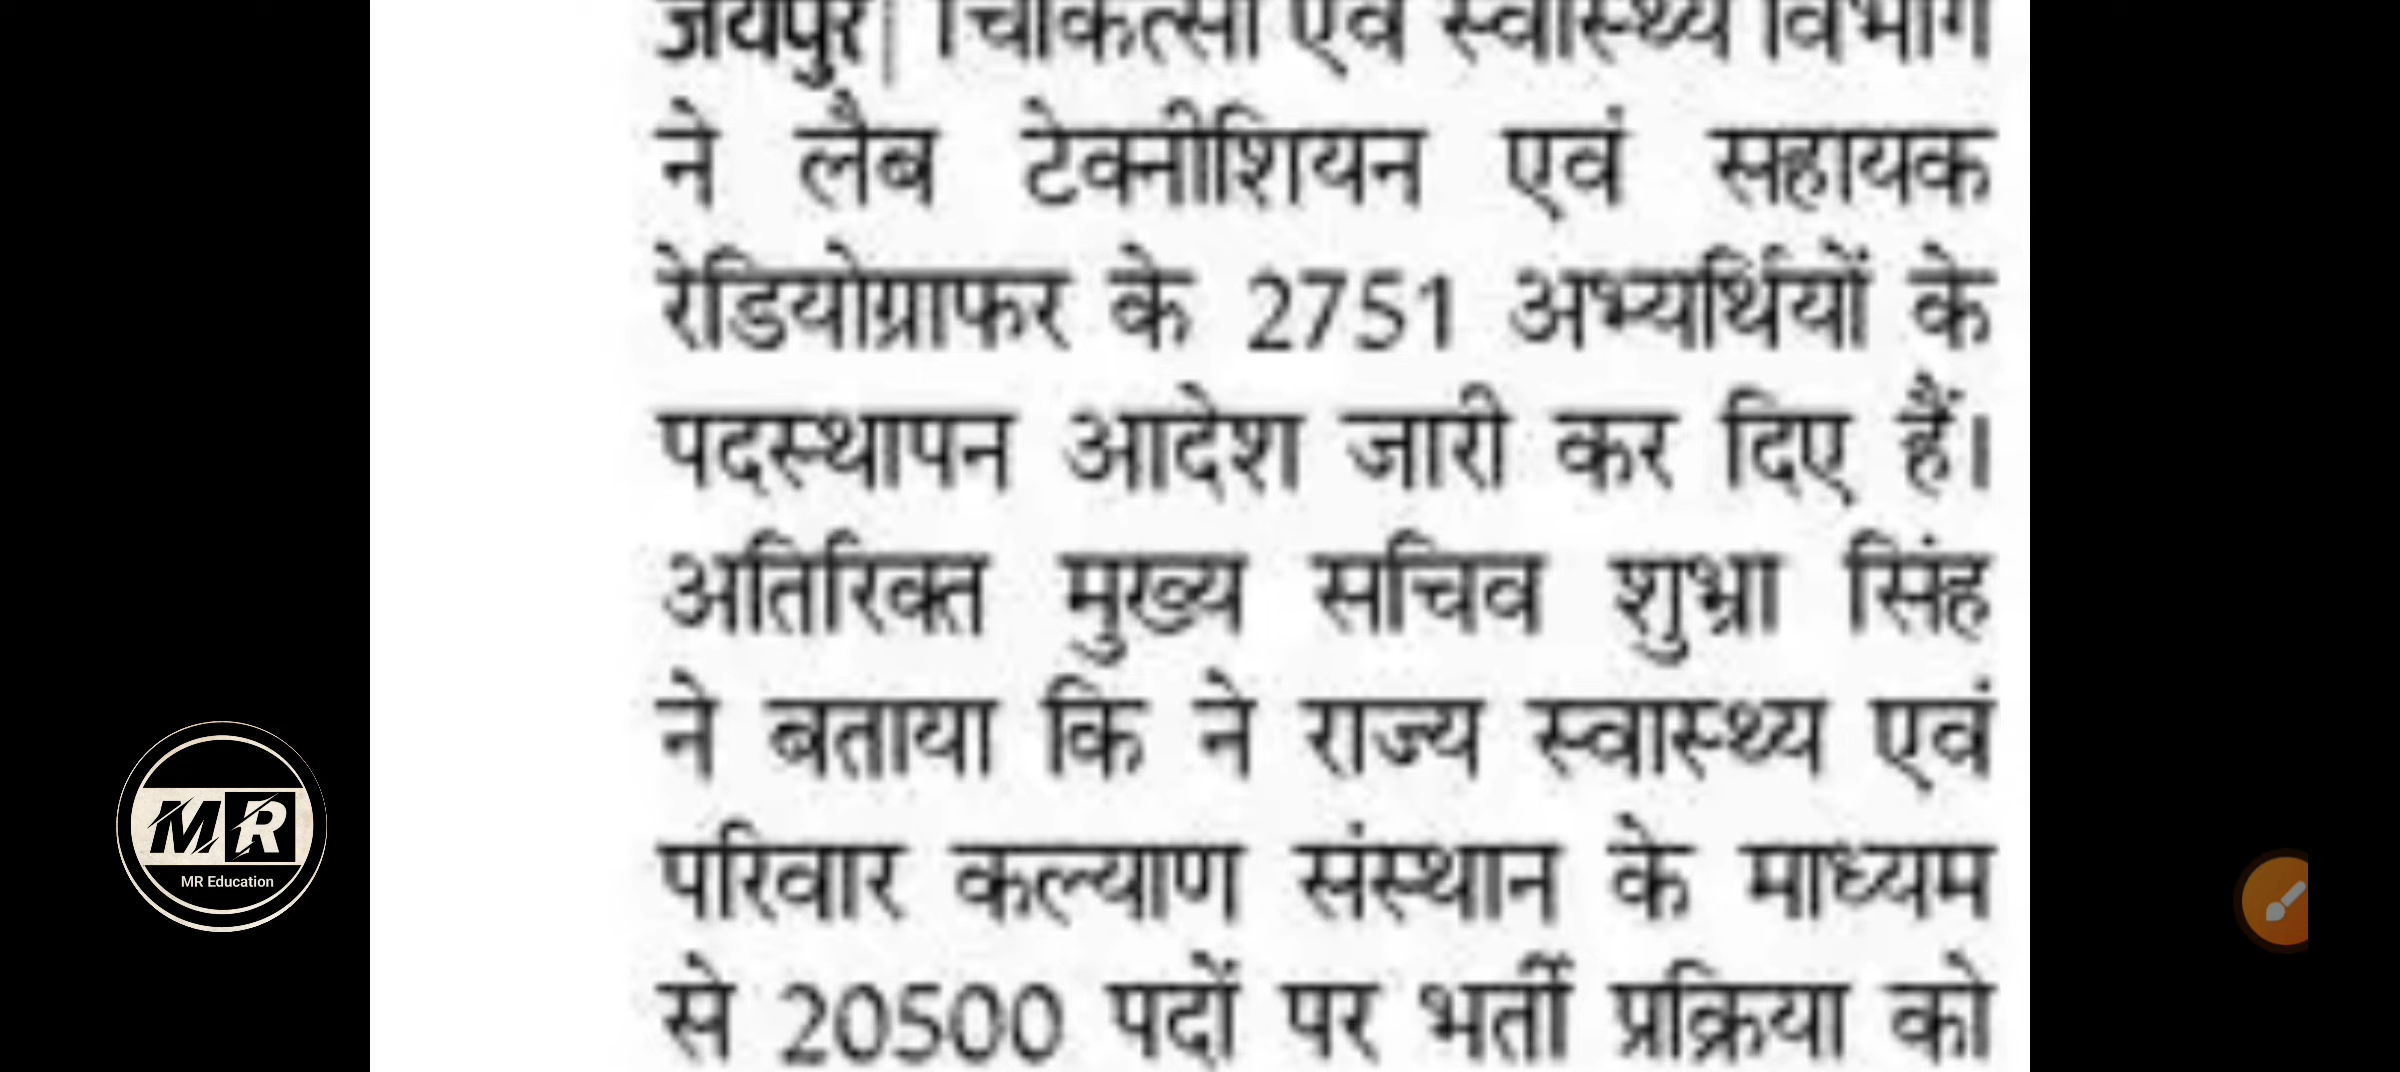 जयपुर| चिकित्सा एवं स्वास्थ्य विभाग
ने लैब टेक्नीशियन एवं सहायक
रेडियोग्राफर के 2751 अभ्यर्थियों के
पदस्थापन आदेश जारी कर दिए हैं।
अतिरिक्त मुख्य सचिव शुभ्रा सिंह
ने बताया कि ने राज्य स्वास्थ्य एवं
परिवार कल्याण संस्थान के माध्यम
से 20500 पदों पर भर्ती प्रक्रिया को
MR
MR Education